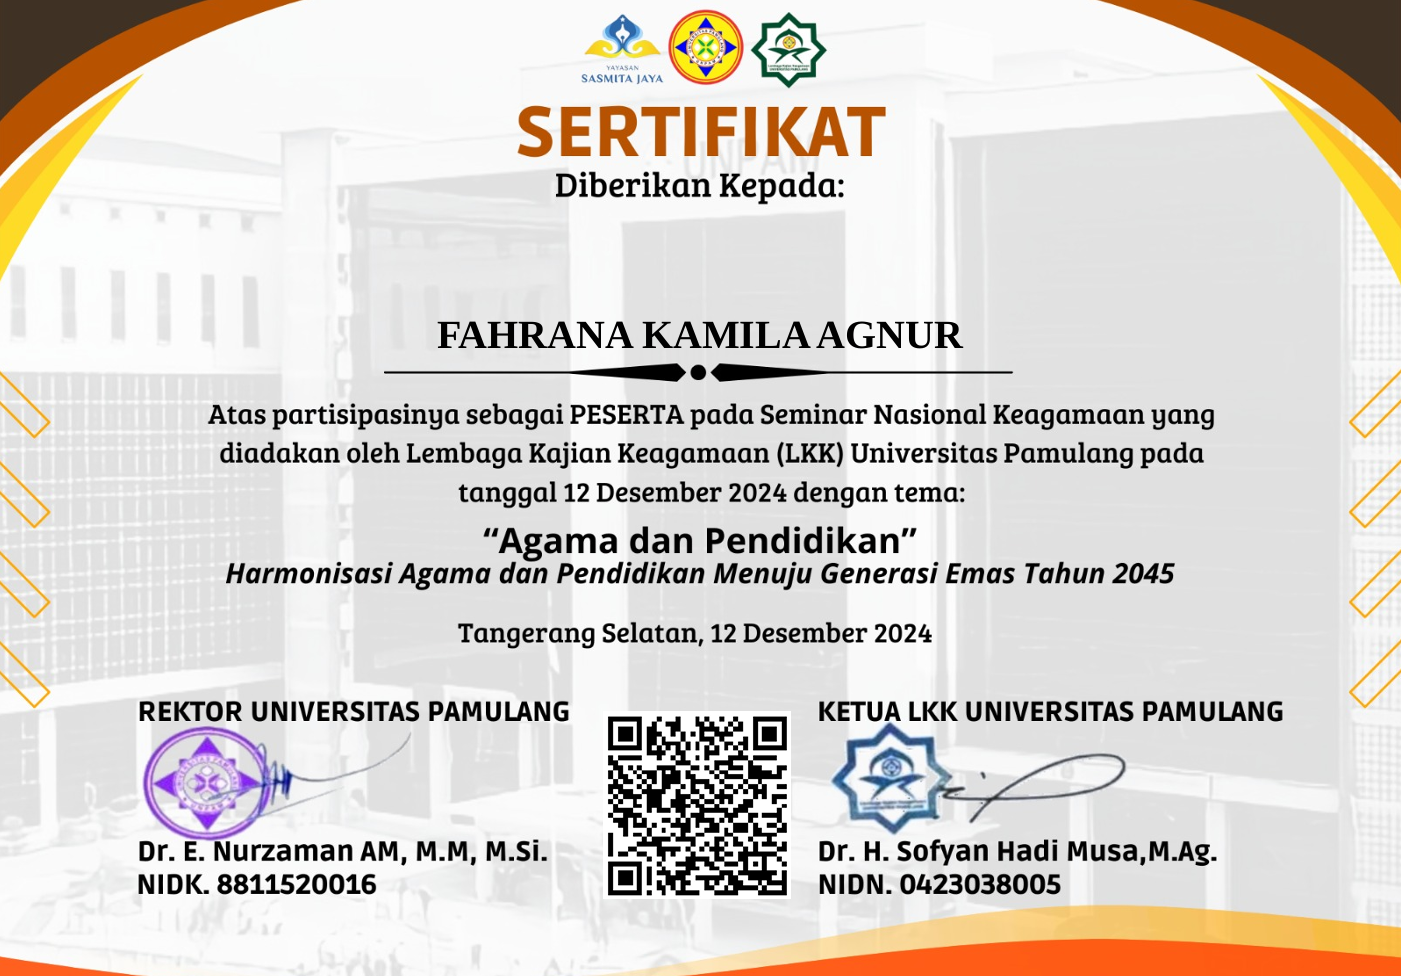 YAYASAN
SASMITA JAYA
SERTIFIKAT
UNPAM
Diberikan Kepada:
FAHRANA KAMILA AGNUR
Atas partisipasinya sebagai PESERTA pada Seminar Nasional Keagamaan yang
diadakan oleh Lembaga Kajian Keagamaan (LKK) Universitas Pamulang pada
tanggal 12 Desember 2024 dengan tema:
“Agama dan Pendidikan”
Harmonisasi Agama dan Pendidikan Menuju Generasi Emas Tahun 2045
Tangerang Selatan, 12 Desember 2024
REKTOR UNIVERSITAS PAMULANG
Dr. E. Nurzaman AM, M.M, M.Si.
NIDK. 8811520016
KETUA LKK UNIVERSITAS PAMULANG
Dr. H. Sofyan Hadi Musa,M.Ag.
NIDN. 0423038005